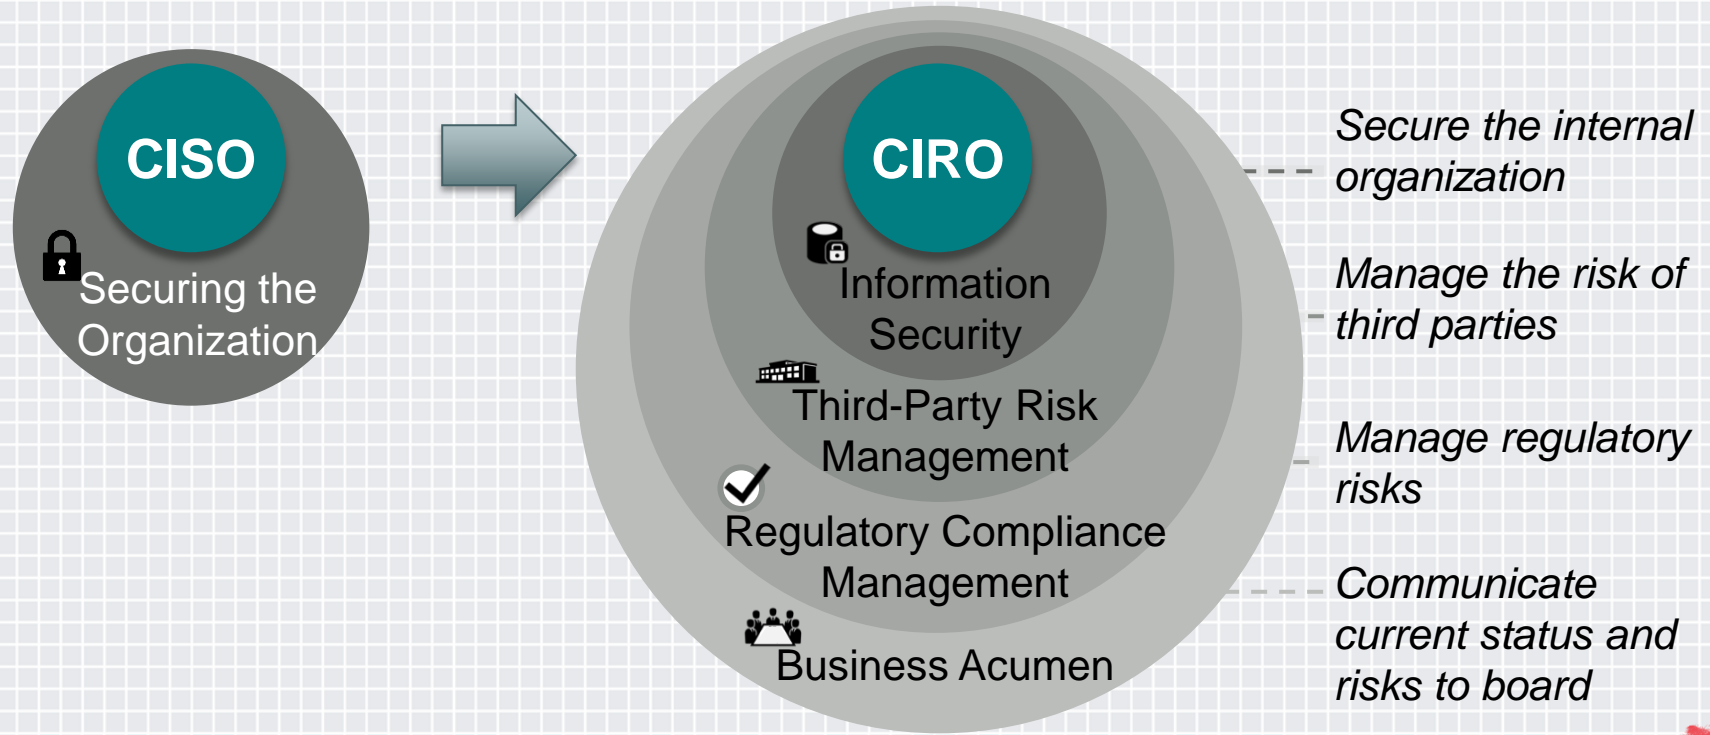 CISO
Securing the
Organization
CIRO
Information
Security
Third-Party Risk
Management
Regulatory Compliance
Management
Business Acumen
Secure the internal
organization
Manage the risk of
third parties
Manage regulatory
risks
Communicate
current status and
risks to board